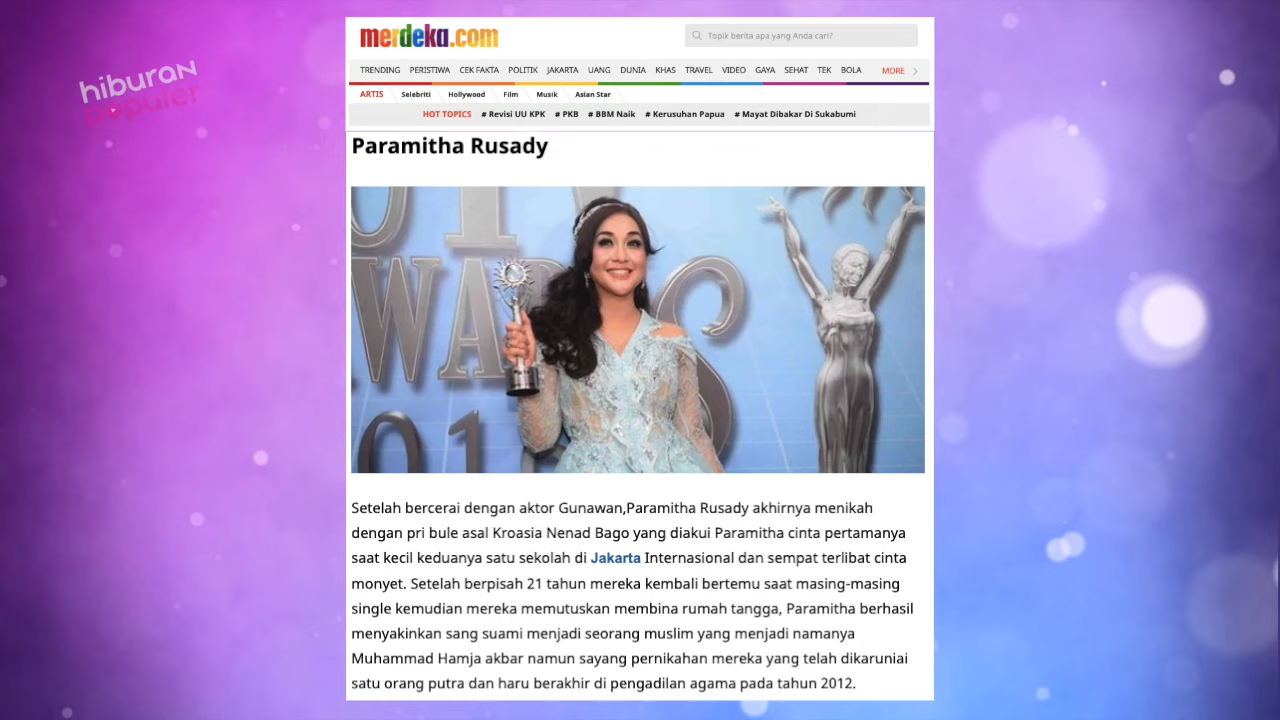 hiburan
populer
merdeka.com
Topik berita apa yang Anda cari?
TRENDING PERISTIWA CEK FAKTA POLITIK JAKARTA UANG DUNIA KHAS TRAVEL VIDEO GAYA SEHAT TEK BOLA MORE
ARTIS Selebriti Hollywood Film Musik Asian Star
HOT TOPICS # Revisi UU KPK # PKB # BBM Naik # Kerusuhan Papua # Mayat Dibakar Di Sukabumi
Paramitha Rusady
Setelah bercerai dengan aktor Gunawan,Paramitha Rusady akhirnya menikah
dengan pri bule asal Kroasia Nenad Bago yang diakui Paramitha cinta pertamanya
saat kecil keduanya satu sekolah di Jakarta Internasional dan sempat terlibat cinta
monyet. Setelah berpisah 21 tahun mereka kembali bertemu saat masing-masing
single kemudian mereka memutuskan membina rumah tangga, Paramitha berhasil
menyakinkan sang suami menjadi seorang muslim yang menjadi namanya
Muhammad Hamja akbar namun sayang pernikahan mereka yang telah dikaruniai
satu orang putra dan haru berakhir di pengadilan agama pada tahun 2012.